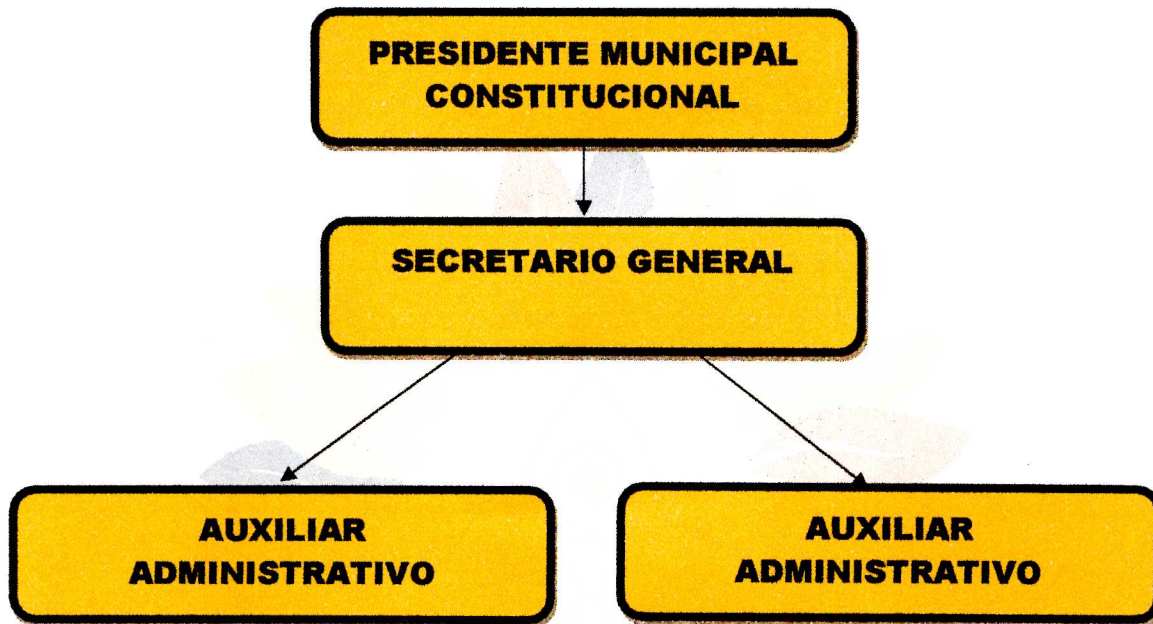 PRESIDENTE MUNICIPAL
CONSTITUCIONAL
SECRETARIO GENERAL
AUXILIAR
ADMINISTRATIVO
AUXILIAR
ADMINISTRATIVO